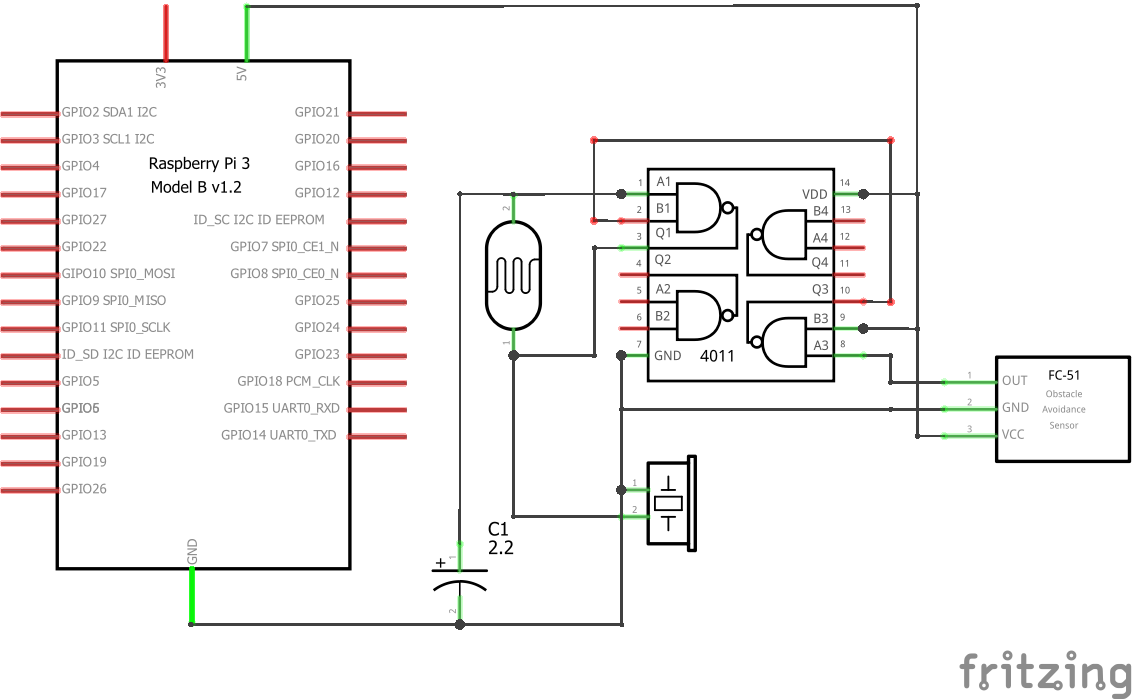 3V3
5V
GPIO2 SDA1 I2C
GPIO3 SCL1 I2C
GPIO4
GPIO17
GPIO27
GPIO22
GIPO10 SPI0_MOSI
GPIO9 SPI0_MISO
GPIO11 SPI0_SCLK
ID_SD I2C ID EEPROM
GPIO5
GPIO6
GPIO13
GPIO19
GPIO26
Raspberry Pi 3
Model B v1.2
GPIO21
GPIO20
GPIO16
GPIO12
ID_SC I2C ID EEPROM
GPIO7 SPI0_CE1_N
GPIO8 SPI0_CE0_N
GPIO25
GPIO24
GPIO23
GPIO18 PCM_CLK
GPIO15 UART0_RXD
GPIO14 UART0_TXD
GND
2
1
C1
2.2
+
1
2
1 A1
2 B1
3 Q1
4 Q2
5 A2
6 B2
7 GND
4011
VDD 14
B4 13
A4 12
Q4 11
Q3 10
B3 9
A3 8
1
2
1 OUT
2 GND
3 VCC
FC-51
Obstacle
Avoidance
Sensor
fritzing